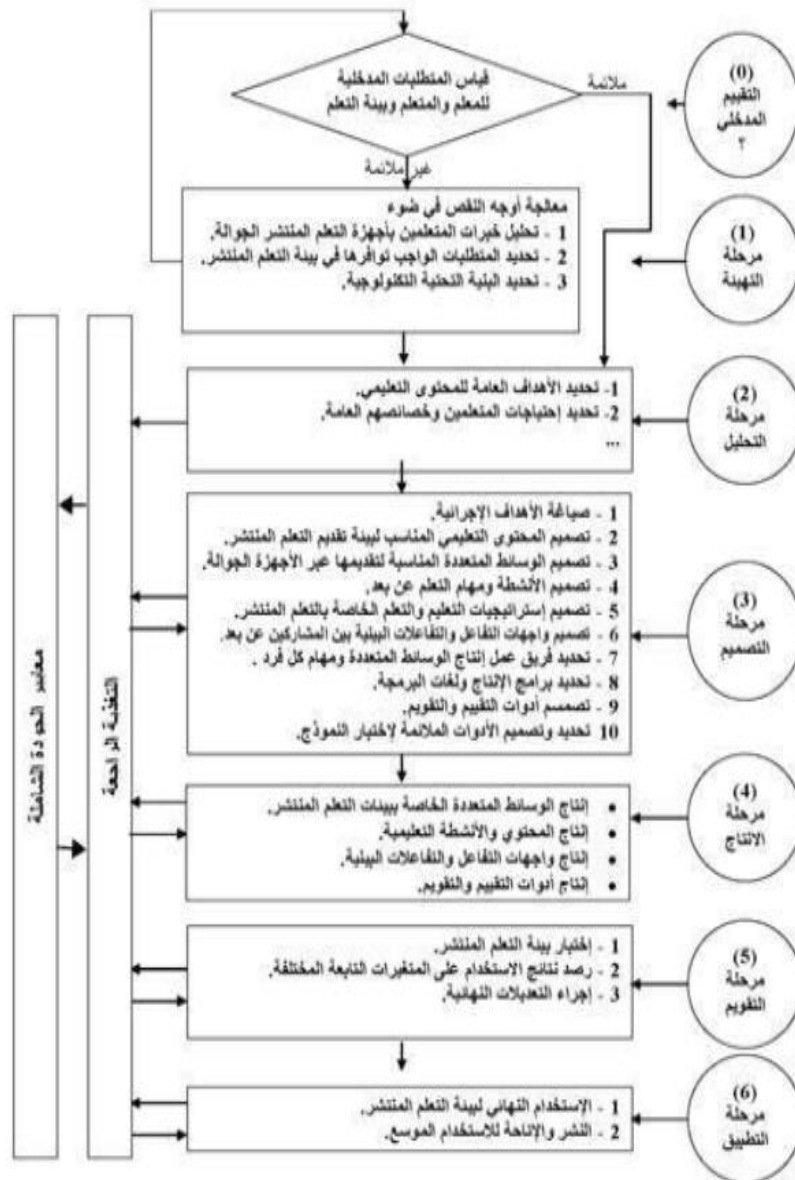 (0)
التقييم
المدخلي
؟
قياس المتطلبات المدخلية
للمعلم والمتعلم وبيئة التعلم
ملائمة
غير ملائمة
(1)
مرحلة
التهيئة
معالجة أوجه النقص في ضوء
1 - تحليل خبرات المتعلمين بأجهزة التعلم المنتشر الجوالة.
2 - تحديد المتطلبات الواجب توافرها في بيئة التعلم المنتشر.
3 - تحديد البنية التحتية التكنولوجية.
(2)
مرحلة
التحليل
1- تحديد الأهداف العامة للمحتوى التعليمي.
2- تحديد إحتياجات المتعلمين وخصائصهم العامة.
...
(3)
مرحلة
التصميم
1 - صياغة الأهداف الإجرائية.
2 - تصميم المحتوى التعليمي المناسب لبيئة تقديم التعلم المنتشر.
3 - تصميم الوسائط المتعددة المناسبة لتقديمها عبر الأجهزة الجوالة.
4 - تصميم الأنشطة ومهام التعلم عن بعد.
5 - تصميم إستراتيجيات التعليم والتعلم الخاصة بالتعلم المنتشر.
6 - تصميم واجهات التفاعل والتفاعلات البينية بين المشاركين عن بعد.
7 - تحديد فريق عمل إنتاج الوسائط المتعددة ومهام كل فرد .
8 - تحديد برامج الإنتاج ولغات البرمجة.
9 - تصمسم أدوات التقييم والتقويم.
10 تحديد وتصميم الأدوات الملائمة لإختبار النموذج.
(4)
مرحلة
الانتاج
• إنتاج الوسائط المتعددة الخاصة ببيئات التعلم المنتشر.
• إنتاج المحتوي والأنشطة التعليمية.
• إنتاج واجهات التفاعل والتفاعلات البينية.
• إنتاج أدوات التقييم والتقويم.
(5)
مرحلة
التقويم
1 - إختبار بيئة التعلم المنتشر.
2 - رصد نتائج الاستخدام على المتغيرات التابعة المختلفة.
3 - إجراء التعديلات النهائية.
(6)
مرحلة
التطبيق
1 - الإستخدام النهائي لبيئة التعلم المنتشر.
2 - النشر والإتاحة للاستخدام الموسع.
التغذية الراجعة
معايير الجودة الشاملة